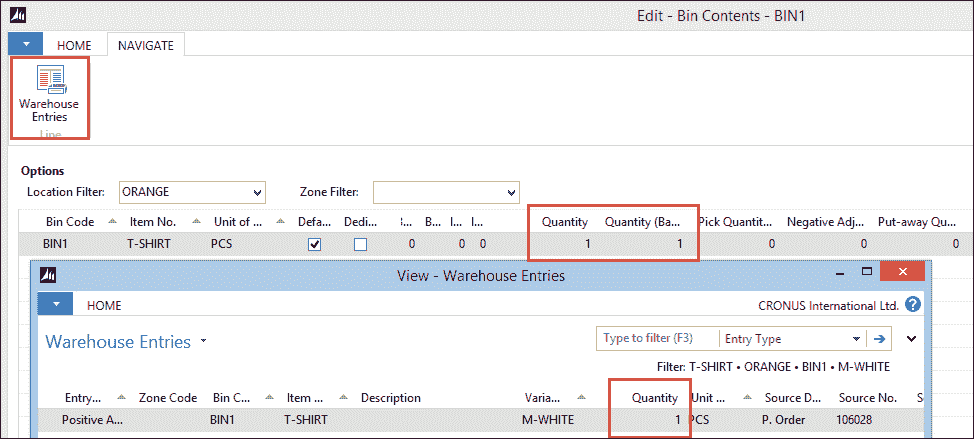 Edit - Bin Contents - BIN1
HOME NAVIGATE
Warehouse
Entries
Line
Options
Location Filter: ORANGE Zone Filter:
Bin Code Item No. Unit of ... Defa... Dedi... B... I... I... Quantity Quantity (Ba... Pick Quantit... Negative Adj... Put-away Qu...
BIN1 T-SHIRT PCS 0 0 0 1 1 0 0 0
View - Warehouse Entries
HOME CRONUS International Ltd.
Warehouse Entries Type to filter (F3) Entry Type
Filter: T-SHIRT • ORANGE • BIN1 • M-WHITE
Entry... Zone Code Bin C... Item ... Description Varia... Quantity Unit ... Source D... Source No.
Positive A... BIN1 T-SHIRT M-WHITE 1 PCS P. Order 106028